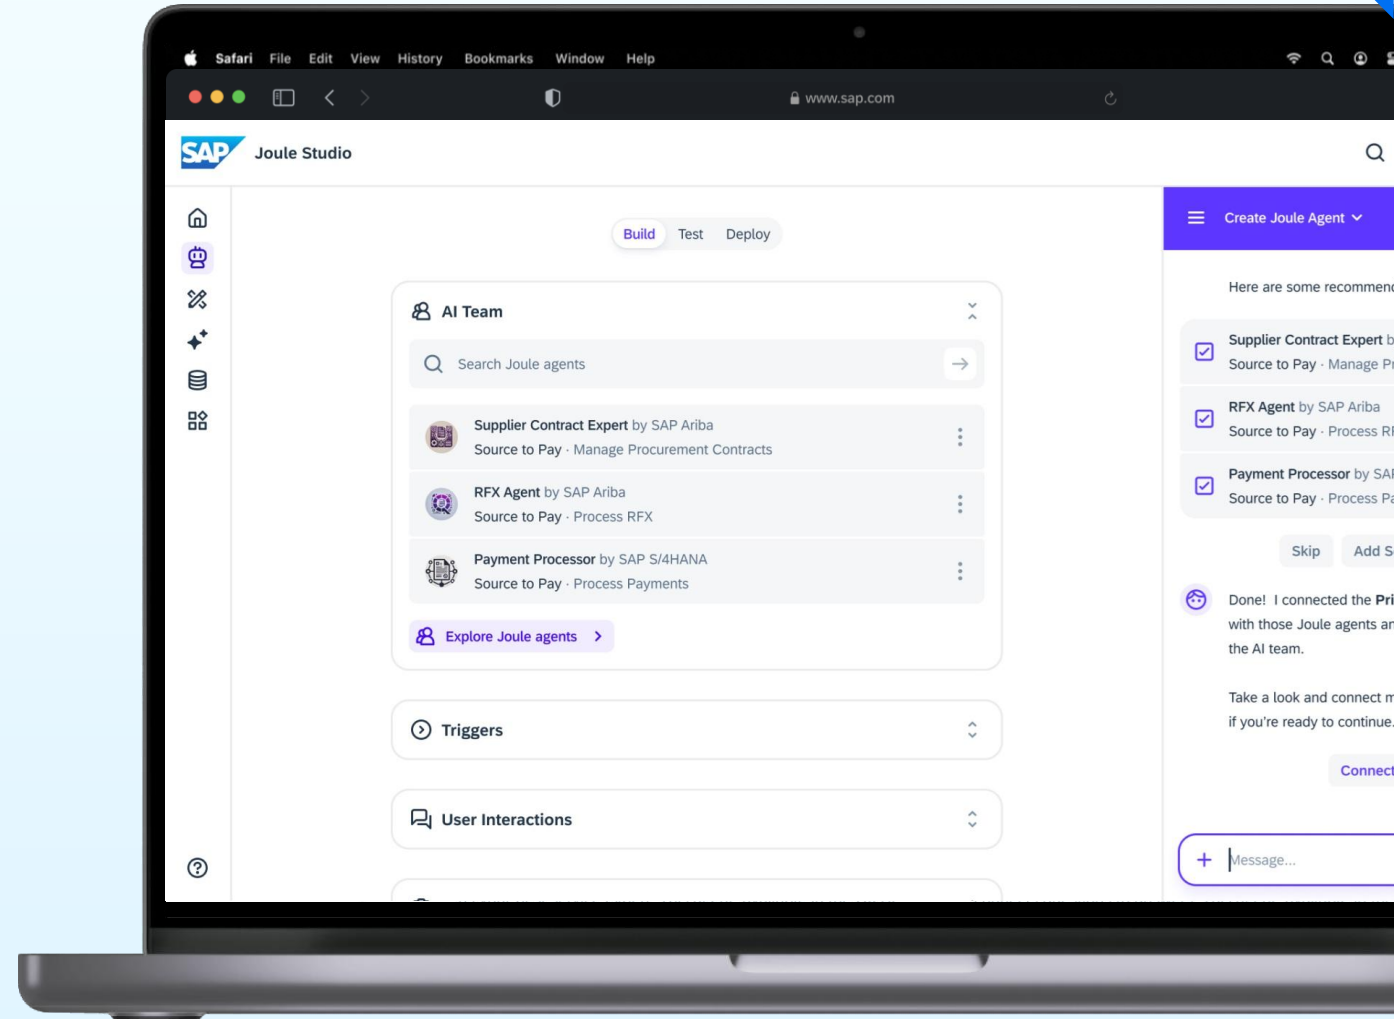 Safari File Edit View History Bookmarks Window Help
www.sap.com
SAP Joule Studio
Build Test Deploy
AI Team
Search Joule agents
Supplier Contract Expert by SAP Ariba
Source to Pay · Manage Procurement Contracts
RFX Agent by SAP Ariba
Source to Pay · Process RFX
Payment Processor by SAP S/4HANA
Source to Pay · Process Payments
Explore Joule agents
Triggers
User Interactions
Create Joule Agent
Here are some
Supplier Contract Expert
Source to Pay · Manage
RFX Agent by SAP Ariba
Source to Pay · Process
Payment Processor by
Source to Pay · Process
Skip Add
Done! I connected the
with those Joule agents
the AI team.
Take a look and connect
if you're ready to continue.
Connect
Message...